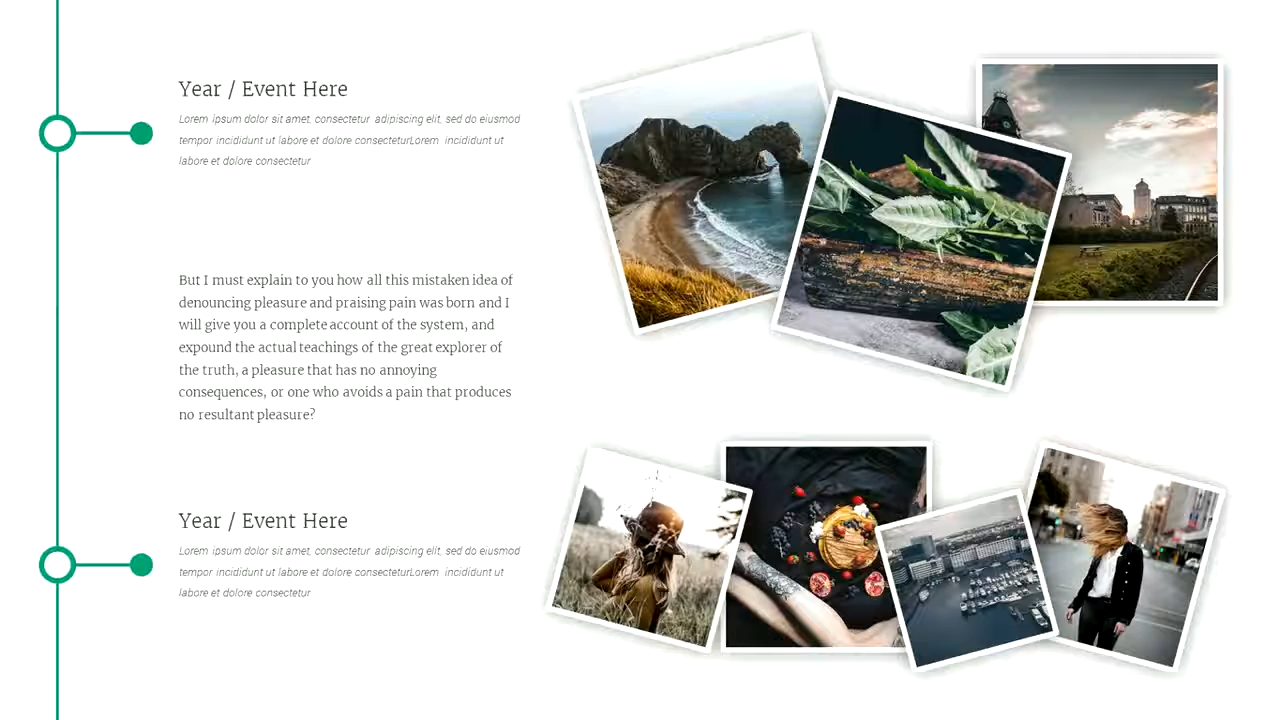 Year / Event Here
Lorem ipsum dolor sit amet, consectetur adipiscing elit, sed do eiusmod
tempor incididunt ut labore et dolore consecteturLorem incididunt ut
labore et dolore consectetur
But I must explain to you how all this mistaken idea of
denouncing pleasure and praising pain was born and I
will give you a complete account of the system, and
expound the actual teachings of the great explorer of
the truth, a pleasure that has no annoying
consequences, or one who avoids a pain that produces
no resultant pleasure?
Year / Event Here
Lorem ipsum dolor sit amet, consectetur adipiscing elit, sed do eiusmod
tempor incididunt ut labore et dolore consecteturLorem incididunt ut
labore et dolore consectetur